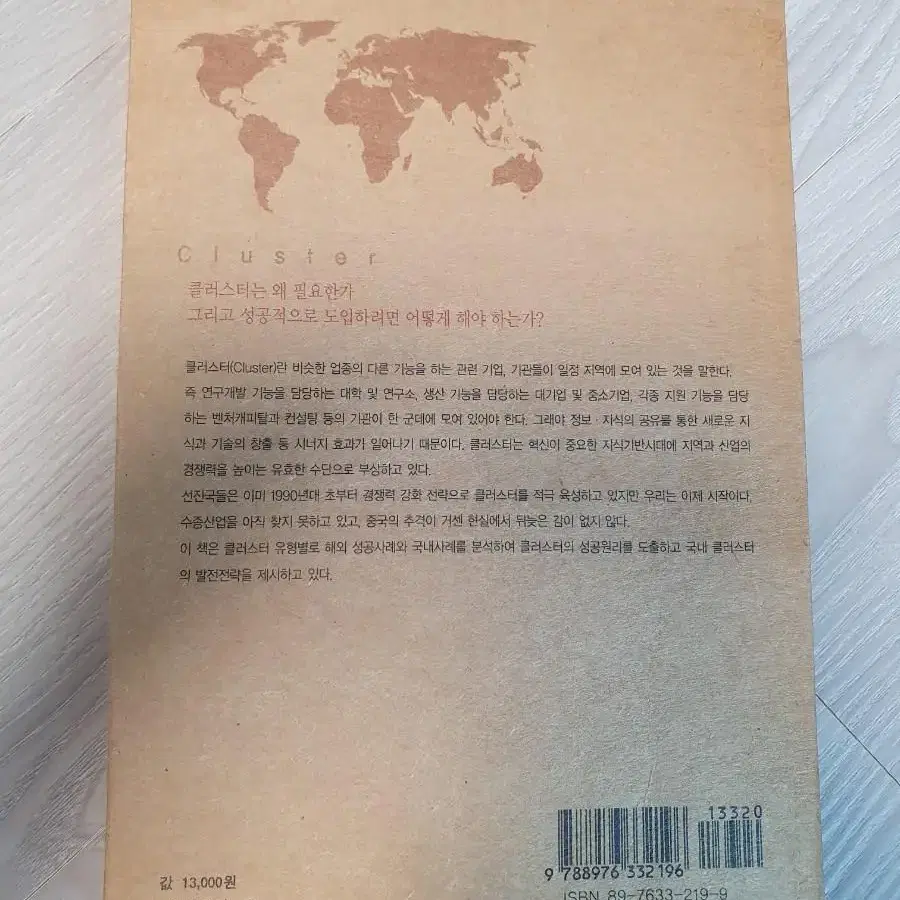 Cluster
클러스터는 왜 필요한가
그리고 성공적으로 도입하려면 어떻게 해야 하는가?
클러스터(Cluster)란 비슷한 업종의 다른 기능을 하는 관련 기업, 기관들이 일정 지역에 모여 있는 것을 말한다.
즉 연구개발 기능을 담당하는 대학 및 연구소, 생산 기능을 담당하는 대기업 및 중소기업, 각종 지원 기능을 담당
하는 벤처캐피탈과 컨설팅 등의 기관이 한 군데에 모여 있어야 한다. 그래야 정보·지식의 공유를 통한 새로운 지
식과 기술의 창출 등 시너지 효과가 일어나기 때문이다. 클러스터는 혁신이 중요한 지식기반시대에 지역과 산업의
경쟁력을 높이는 유효한 수단으로 부상하고 있다.
선진국들은 이미 1990년대 초부터 경쟁력 강화 전략으로 클러스터를 적극 육성하고 있지만 우리는 이제 시작이다.
수종산업을 아직 찾지 못하고 있고, 중국의 추격이 거센 현실에서 뒤늦은 감이 없지 않다.
이 책은 클러스터 유형별로 해외 성공사례와 국내사례를 분석하여 클러스터의 성공원리를 도출하고 국내 클러스터
의 발전전략을 제시하고 있다.
13320
9 788976 332196
값 13,000원
ISBN 89-7633-219-9